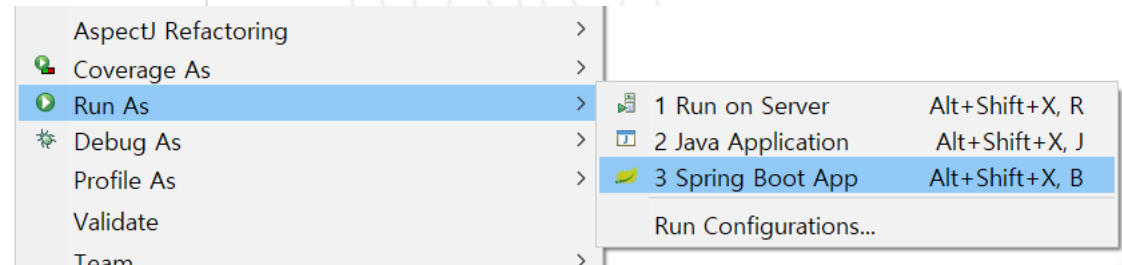 AspectJ Refactoring
Coverage As
Run As
Debug As
Profile As
Validate
Team
1 Run on Server Alt+Shift+X, R
2 Java Application Alt+Shift+X, J
3 Spring Boot App Alt+Shift+X, B
Run Configurations...